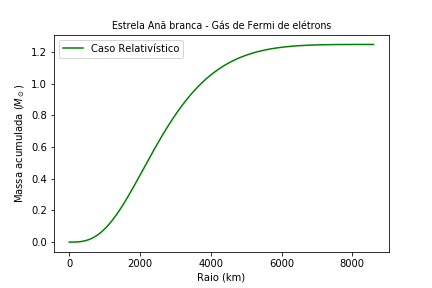 Estrela Anã branca - Gás de Fermi de elétrons
Caso Relativístico
Massa acumulada (M⊙)
1.2
1.0
0.8
0.6
0.4
0.2
0.0
0 2000 4000 6000 8000
Raio (km)